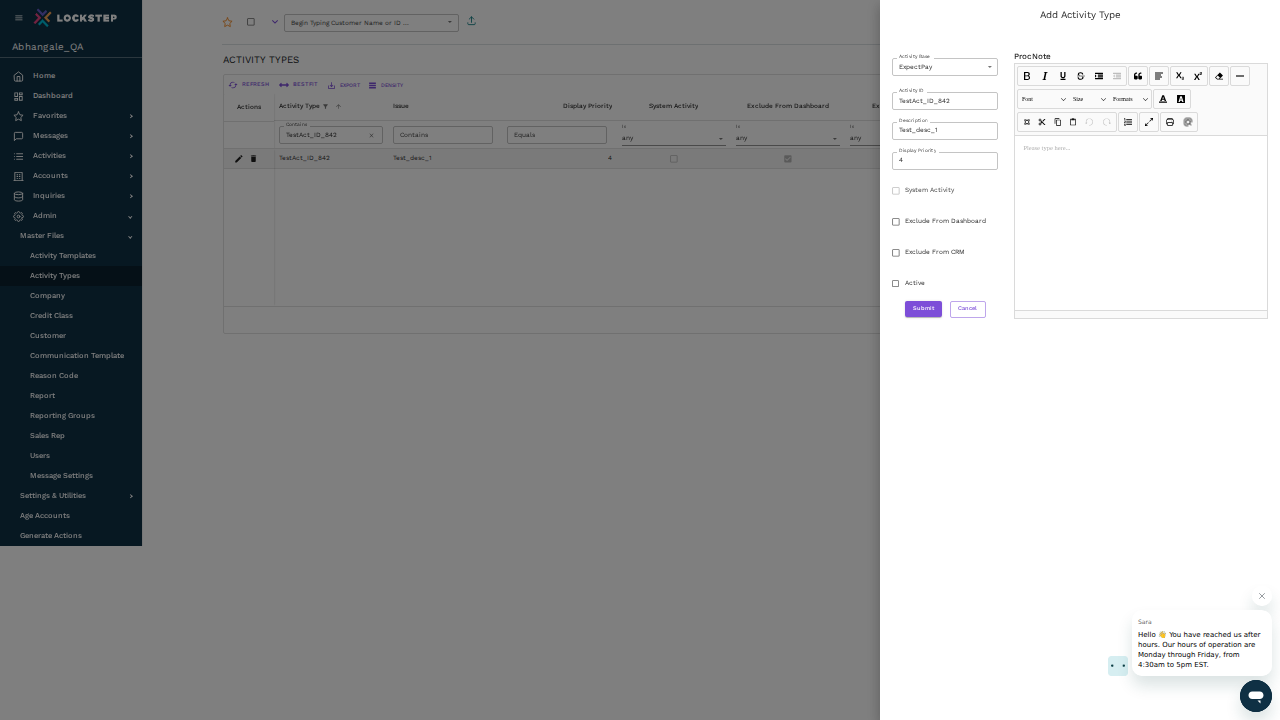 LOCKSTEP
Abhangale_QA
Home
Dashboard
Favorites
Messages
Activities
Accounts
Inquiries
Admin
Master Files
Activity Templates
Activity Types
Company
Credit Class
Customer
Communication Template
Reason Code
Report
Reporting Groups
Sales Rep
Users
Message Settings
Settings & Utilities
Age Accounts
Generate Actions
Begin Typing Customer Name or ID ...
ACTIVITY TYPES
REFRESH BESTFIT EXPORT DENSITY
Actions Activity Type Issue Display Priority System Activity Exclude From Dashboard Ex
Contains
TestAct_ID_842 Contains Equals
Is any Is any Is any
TestAct_ID_842 Test_desc_1 4
Add Activity Type
Activity Base
ExpectPay
Activity ID
TestAct_ID_842
Description
Test_desc_1
Display Priority
4
System Activity
Exclude From Dashboard
Exclude From CRM
Active
Submit Cancel
ProcNote
Font Size Formats
Please type here...
Sara
Hello 👋 You have reached us after
hours. Our hours of operation are
Monday through Friday, from
4:30am to 5pm EST.